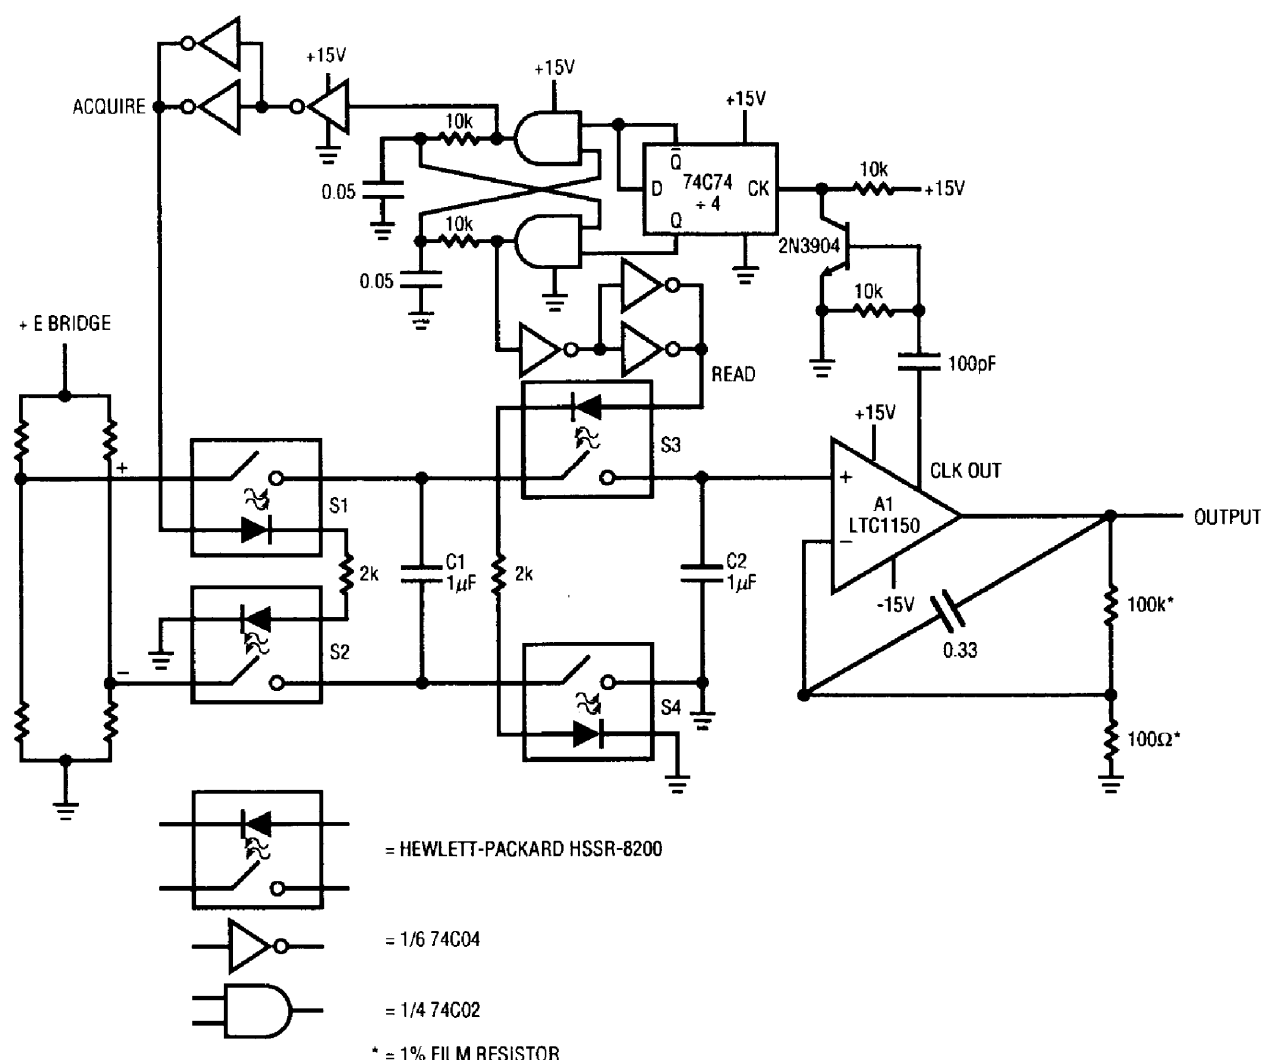 +15V
+15V
+15V
ACQUIRE
10k
Q̅
74C74
÷ 4
D
CK
Q
10k
+15V
0.05
10k
2N3904
0.05
10k
+ E BRIDGE
READ
100pF
+15V
S3
+
S1
+
CLK OUT
A1
LTC1150
−
OUTPUT
2k
C1
1µF
2k
C2
1µF
-15V
100k*
0.33
S2
−
S4
100Ω*
= HEWLETT-PACKARD HSSR-8200
= 1/6 74C04
= 1/4 74C02
* = 1% FILM RESISTOR